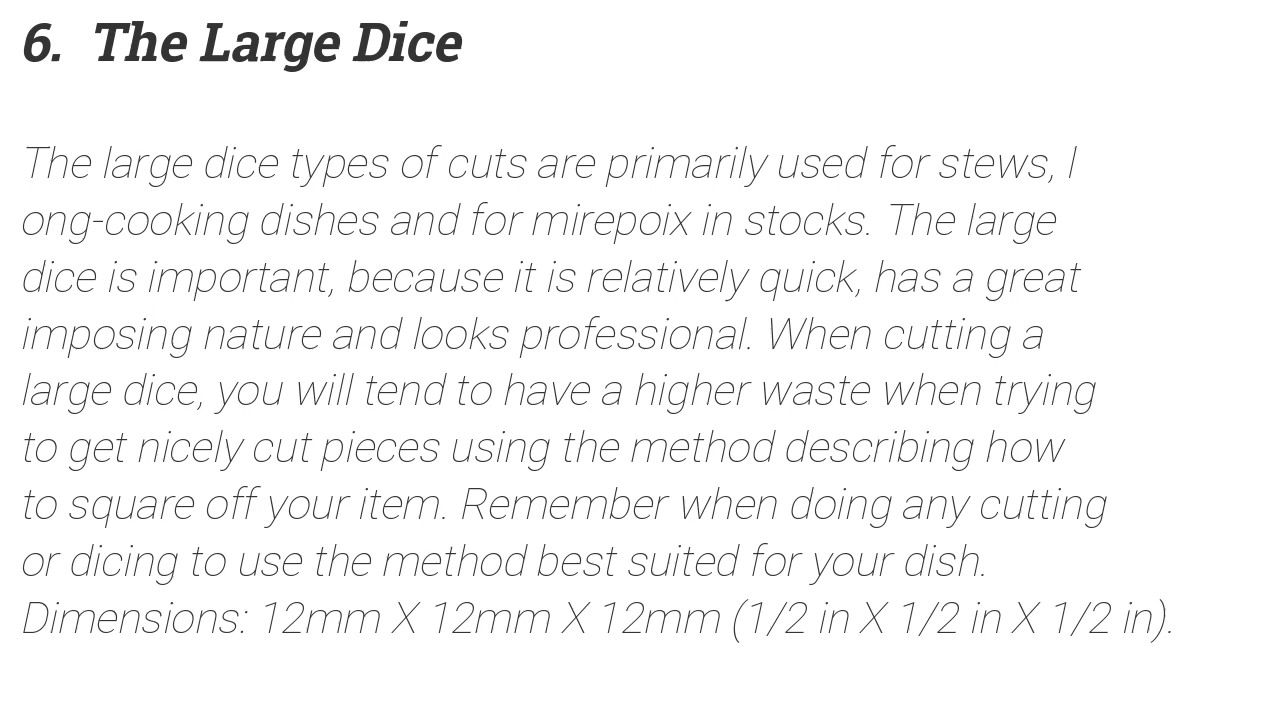 6. The Large Dice
The large dice types of cuts are primarily used for stews, l
ong-cooking dishes and for mirepoix in stocks. The large
dice is important, because it is relatively quick, has a great
imposing nature and looks professional. When cutting a
large dice, you will tend to have a higher waste when trying
to get nicely cut pieces using the method describing how
to square off your item. Remember when doing any cutting
or dicing to use the method best suited for your dish.
Dimensions: 12mm X 12mm X 12mm (1/2 in X 1/2 in X 1/2 in).